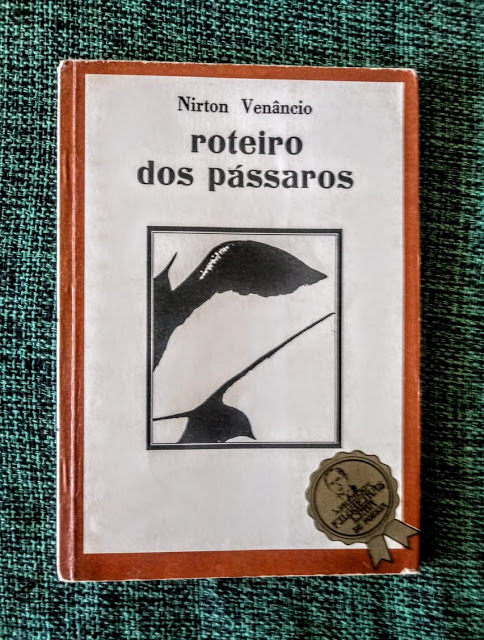 Nirton Venâncio
roteiro
dos pássaros